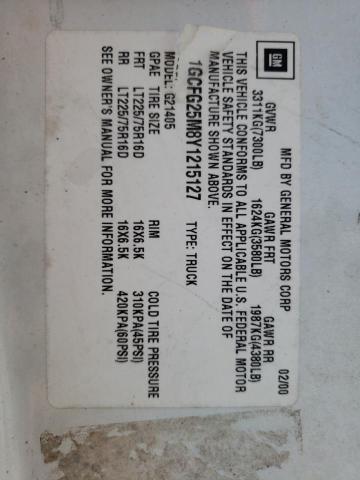 GM
MFD BY GENERAL MOTORS CORP 02/00
GVWR GAWR FRT GAWR RR
3311KG(7300LB) 1624KG(3580LB) 1987KG(4380LB)
THIS VEHICLE CONFORMS TO ALL APPLICABLE U.S. FEDERAL MOTOR
VEHICLE SAFETY STANDARDS IN EFFECT ON THE DATE OF
MANUFACTURE SHOWN ABOVE.
1GCFG25M8Y1215127 TYPE: TRUCK
MODEL: G21405
GPAE TIRE SIZE RIM COLD TIRE PRESSURE
FRT LT225/75R16D 16X6.5K 310KPA(45PSI)
RR LT225/75R16D 16X6.5K 420KPA(60PSI)
SEE OWNER'S MANUAL FOR MORE INFORMATION.